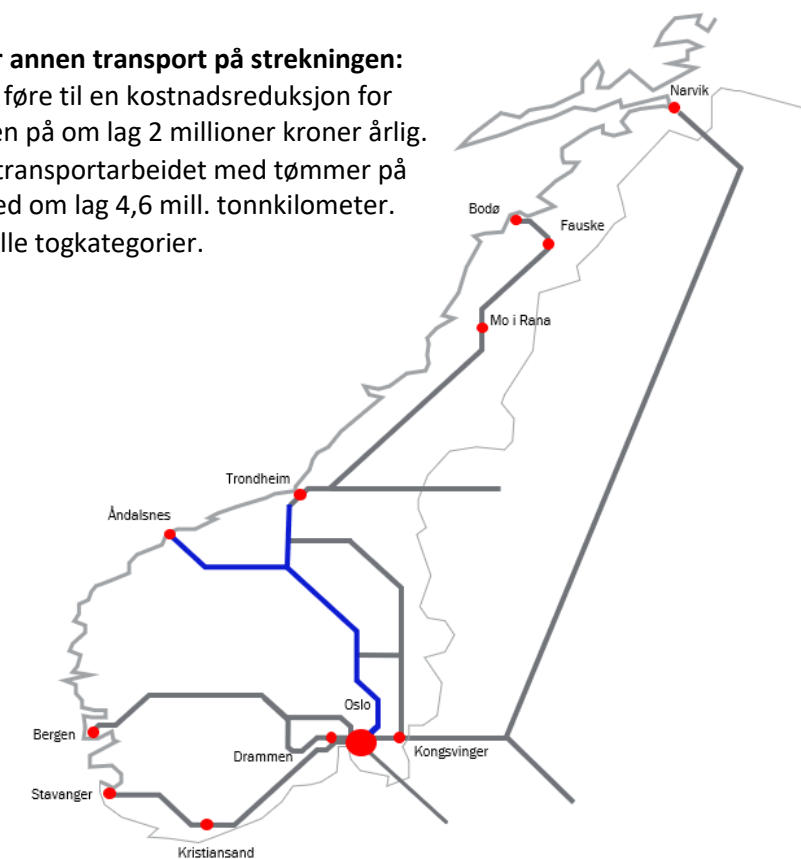 r annen transport på strekningen:
føre til en kostnadsreduksjon for
en på om lag 2 millioner kroner årlig.
transportarbeidet med tømmer på
ed om lag 4,6 mill. tonnkilometer.
lle togkategorier.
Narvik
Bodø
Fauske
Mo i Rana
Trondheim
Åndalsnes
Oslo
Bergen
Drammen
Kongsvinger
Stavanger
Kristiansand